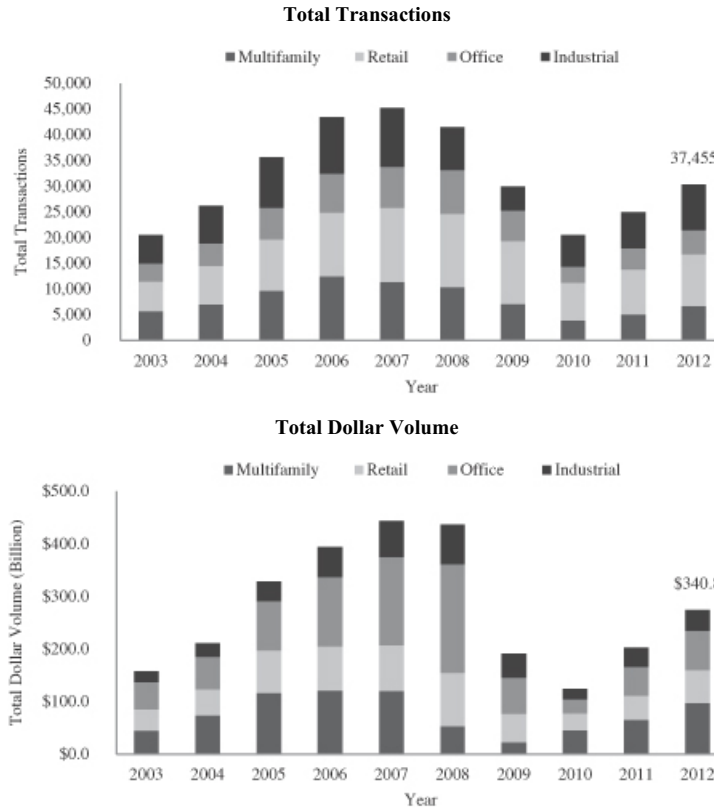 Total Transactions
Multifamily Retail Office Industrial
50,000
45,000
40,000
35,000
30,000
25,000
20,000
15,000
10,000
5,000
0
Total Transactions
37,455
2003 2004 2005 2006 2007 2008 2009 2010 2011 2012
Year
Total Dollar Volume
Multifamily Retail Office Industrial
$500.0
$400.0
$300.0
$200.0
$100.0
$0.0
Total Dollar Volume (Billion)
$340.8
2003 2004 2005 2006 2007 2008 2009 2010 2011 2012
Year